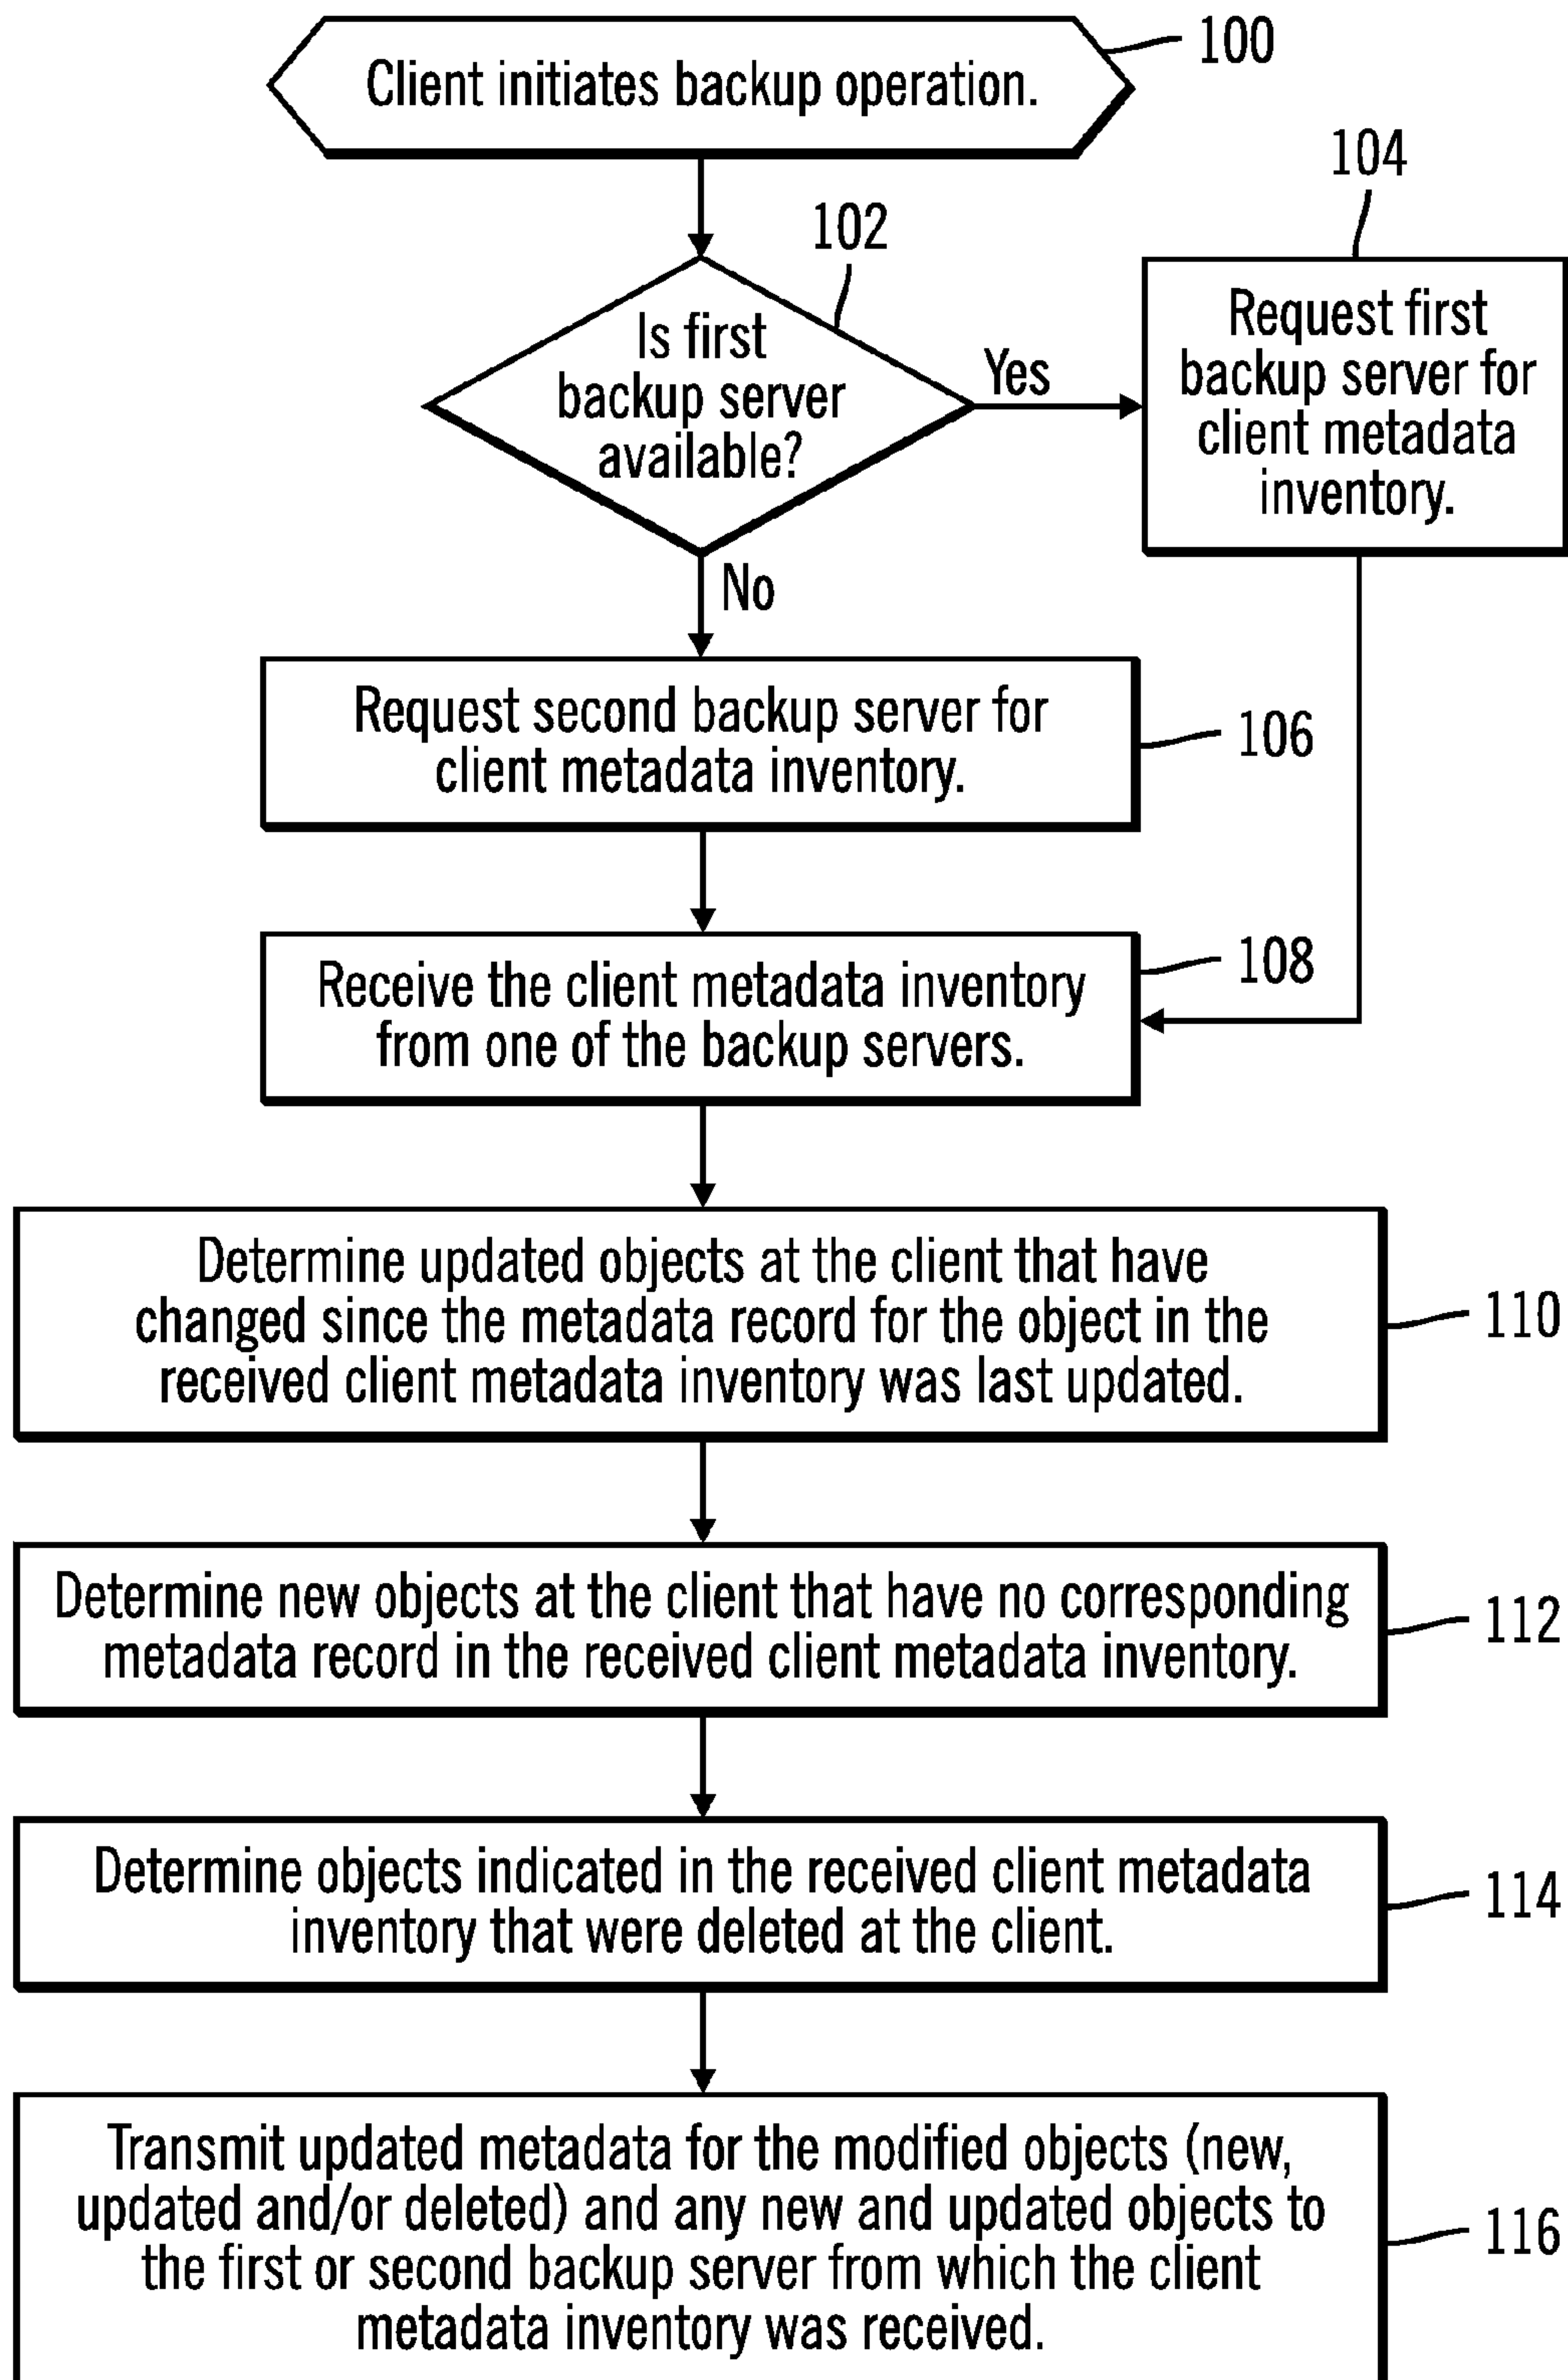 Client initiates backup operation.
100
102
Is first
backup server
available?
Yes
104
Request first
backup server for
client metadata
inventory.
No
Request second backup server for
client metadata inventory.
106
Receive the client metadata inventory
from one of the backup servers.
108
Determine updated objects at the client that have
changed since the metadata record for the object in the
received client metadata inventory was last updated.
110
Determine new objects at the client that have no corresponding
metadata record in the received client metadata inventory.
112
Determine objects indicated in the received client metadata
inventory that were deleted at the client.
114
Transmit updated metadata for the modified objects (new,
updated and/or deleted) and any new and updated objects to
the first or second backup server from which the client
metadata inventory was received.
116